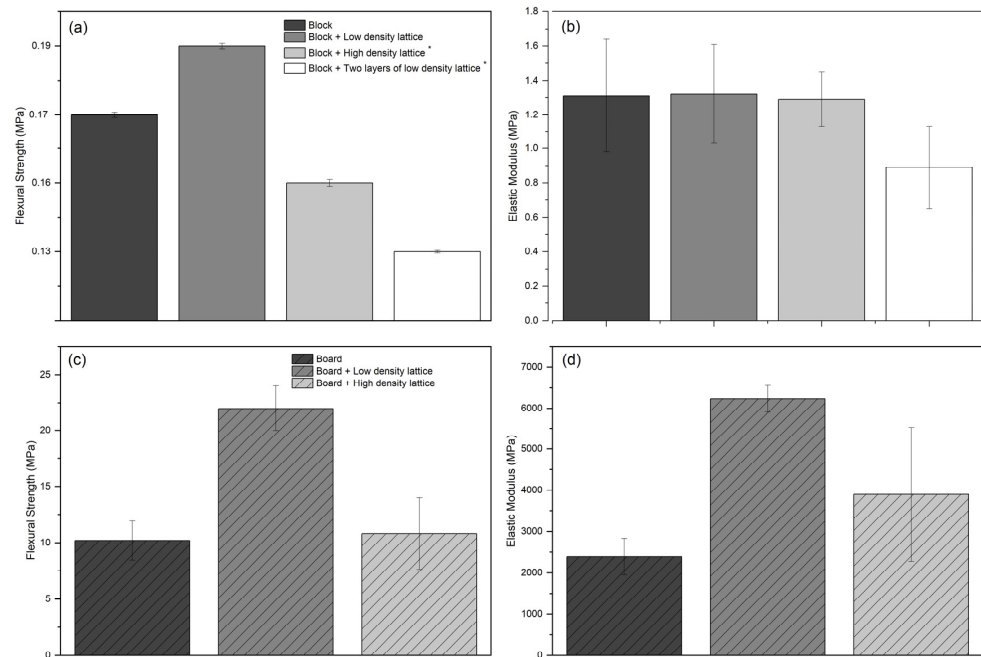 (a)
Block
Block + Low density lattice
Block + High density lattice *
Block + Two layers of low density lattice *
Flexural Strength (MPa)
0.19
0.17
0.16
0.13
(b)
Elastic Modulus (MPa)
1.8
1.6
1.4
1.2
1.0
0.8
0.6
0.4
0.2
0.0
(c)
Board
Board + Low density lattice
Board + High density lattice
Flexural Strength (MPa)
25
20
15
10
5
0
(d)
Elastic Modulus (MPa)
7000
6000
5000
4000
3000
2000
1000
0